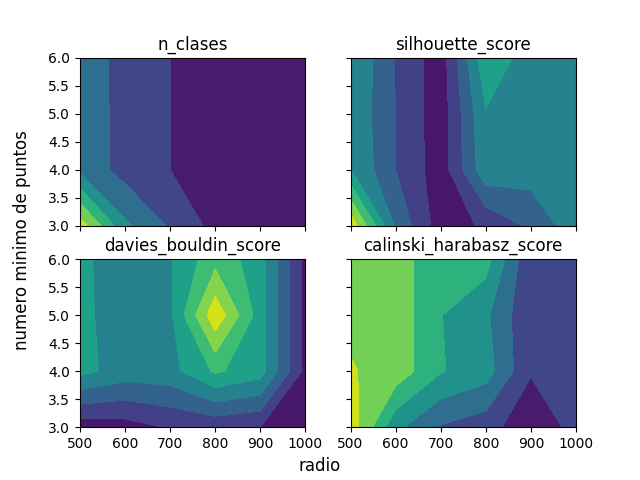 n_clases
silhouette_score
6.0
5.5
5.0
4.5
4.0
3.5
3.0
numero minimo de puntos
davies_bouldin_score
calinski_harabasz_score
6.0
5.5
5.0
4.5
4.0
3.5
3.0
500 600 700 800 900 1000
500 600 700 800 900 1000
radio